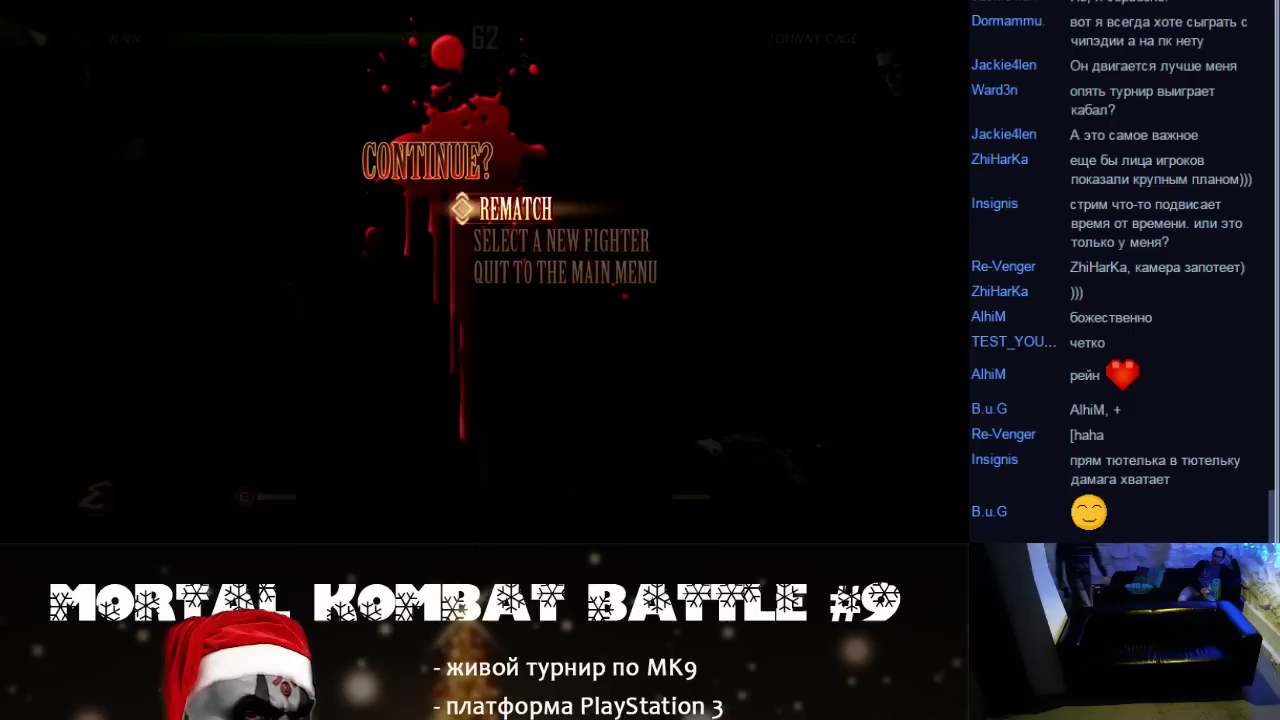 RAIN
62
JOHNNY CAGE
CONTINUE?
REMATCH
SELECT A NEW FIGHTER
QUIT TO THE MAIN MENU
Dormammu. вот я всегда хоте сыграть с
чипэдии а на пк нету
Jackie4len Он двигается лучше меня
Ward3n опять турнир выиграет
кабал?
Jackie4len А это самое важное
ZhiHarKa еще бы лица игроков
показали крупным планом)))
Insignis стрим что-то подвисает
время от времени. или это
только у меня?
Re-Venger ZhiHarKa, камера запотеет)
ZhiHarKa )))
AlhiM божественно
TEST_YOU... четко
AlhiM рейн
B.u.G AlhiM, +
Re-Venger [haha
Insignis прям тютелька в тютельку
дамага хватает
B.u.G
MORTAL KOMBAT BATTLE #9
- живой турнир по MK9
- платформа PlayStation 3